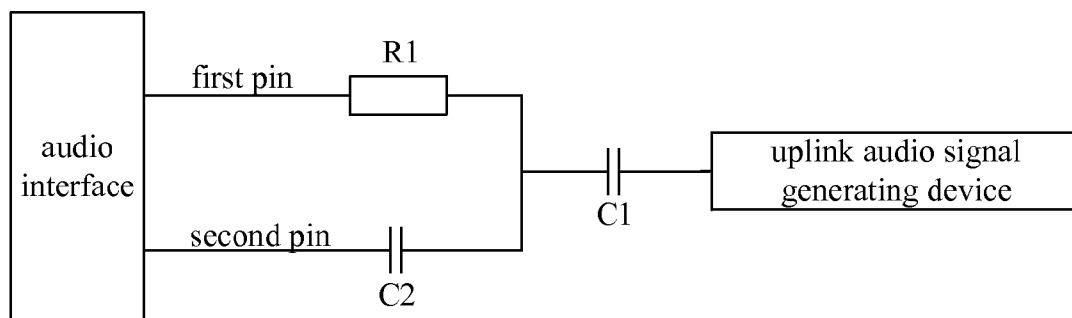 R1
first pin
audio
interface
uplink audio signal
generating device
C1
second pin
C2